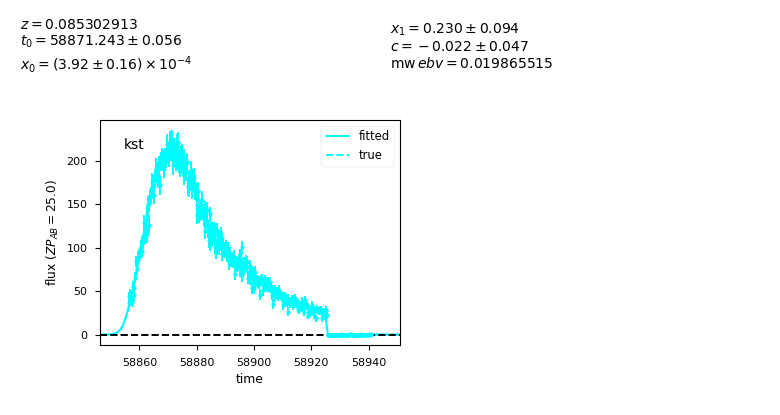 z = 0.085302913
t₀ = 58871.243 ± 0.056
x₀ = (3.92 ± 0.16) × 10⁻⁴
x₁ = 0.230 ± 0.094
c = −0.022 ± 0.047
mw ebv = 0.019865515
kst
fitted
true
flux (ZP_AB = 25.0)
200
150
100
50
0
58860 58880 58900 58920 58940
time